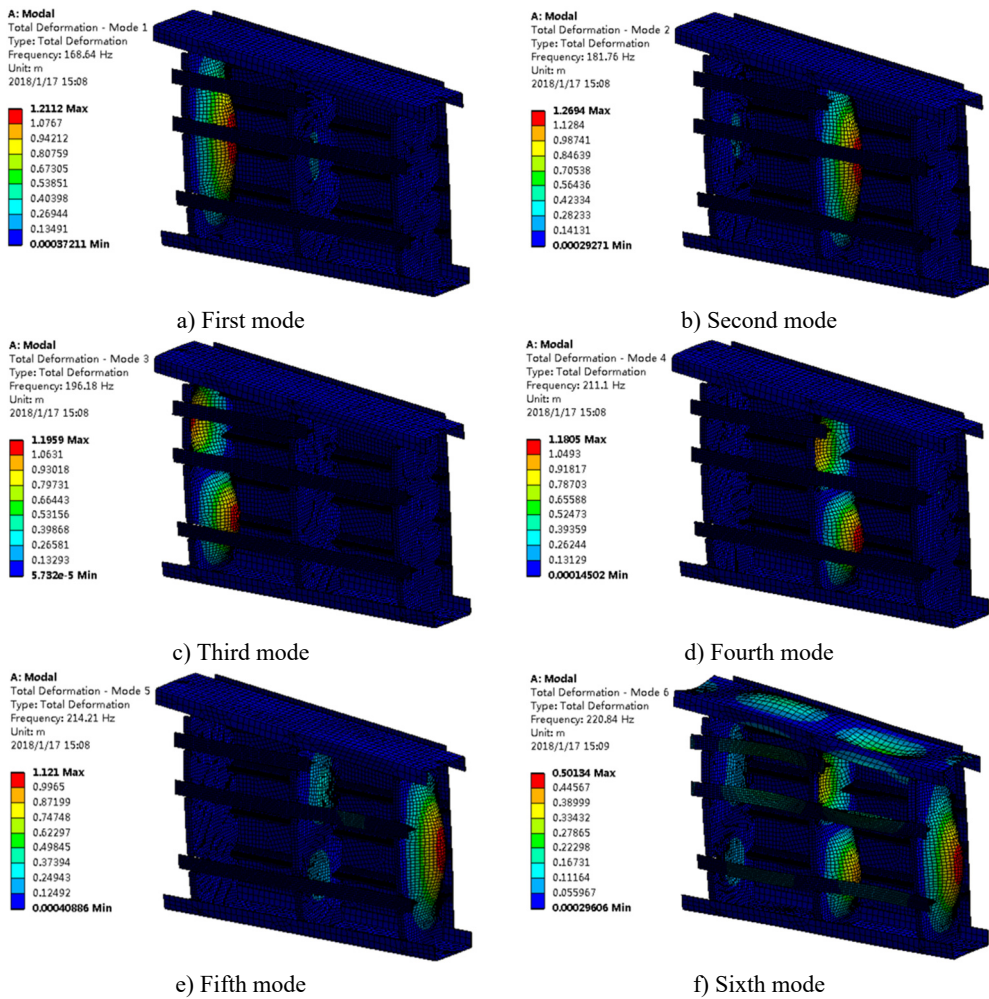 A: Modal
Total Deformation - Mode 1
Type: Total Deformation
Frequency: 168.64 Hz
Unit: m
2018/1/17 15:08
1.2112 Max
1.0767
0.94212
0.80759
0.67305
0.53851
0.40398
0.26944
0.13491
0.00037211 Min
a) First mode
A: Modal
Total Deformation - Mode 2
Type: Total Deformation
Frequency: 181.76 Hz
Unit: m
2018/1/17 15:08
1.2694 Max
1.1284
0.98741
0.84639
0.70538
0.56436
0.42334
0.28233
0.14131
0.00029271 Min
b) Second mode
A: Modal
Total Deformation - Mode 3
Type: Total Deformation
Frequency: 196.18 Hz
Unit: m
2018/1/17 15:08
1.1959 Max
1.0631
0.93018
0.79731
0.66443
0.53156
0.39868
0.26581
0.13293
5.732e-5 Min
c) Third mode
A: Modal
Total Deformation - Mode 4
Type: Total Deformation
Frequency: 211.1 Hz
Unit: m
2018/1/17 15:08
1.1805 Max
1.0493
0.91817
0.78703
0.65588
0.52473
0.39359
0.26244
0.13129
0.00014502 Min
d) Fourth mode
A: Modal
Total Deformation - Mode 5
Type: Total Deformation
Frequency: 214.21 Hz
Unit: m
2018/1/17 15:08
1.121 Max
0.9965
0.87199
0.74748
0.62297
0.49845
0.37394
0.24943
0.12492
0.00040886 Min
e) Fifth mode
A: Modal
Total Deformation - Mode 6
Type: Total Deformation
Frequency: 220.84 Hz
Unit: m
2018/1/17 15:09
0.50134 Max
0.44567
0.38999
0.33432
0.27865
0.22298
0.16731
0.11164
0.055967
0.00029606 Min
f) Sixth mode